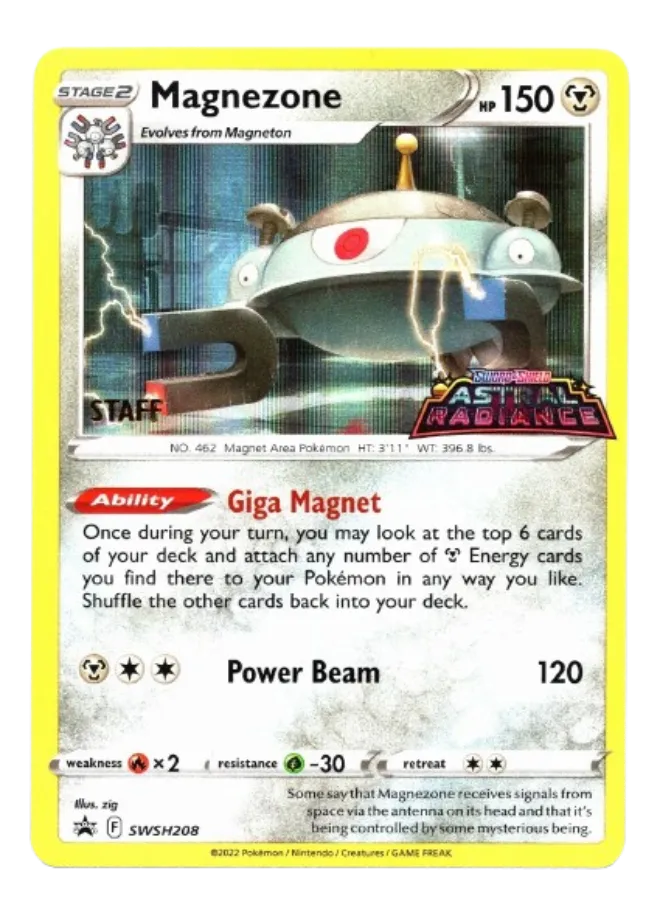 STAGE 2 Magnezone HP 150
Evolves from Magneton
STAFF
SWORD & SHIELD
ASTRAL
RADIANCE
NO. 462 Magnet Area Pokémon HT: 3'11" WT: 396.8 lbs.
Ability Giga Magnet
Once during your turn, you may look at the top 6 cards
of your deck and attach any number of Energy cards
you find there to your Pokémon in any way you like.
Shuffle the other cards back into your deck.
Power Beam 120
weakness ×2 resistance -30 retreat
Some say that Magnezone receives signals from
space via the antenna on its head and that it's
being controlled by some mysterious being.
Illus. zig
F SWSH208
©2022 Pokémon / Nintendo / Creatures / GAME FREAK